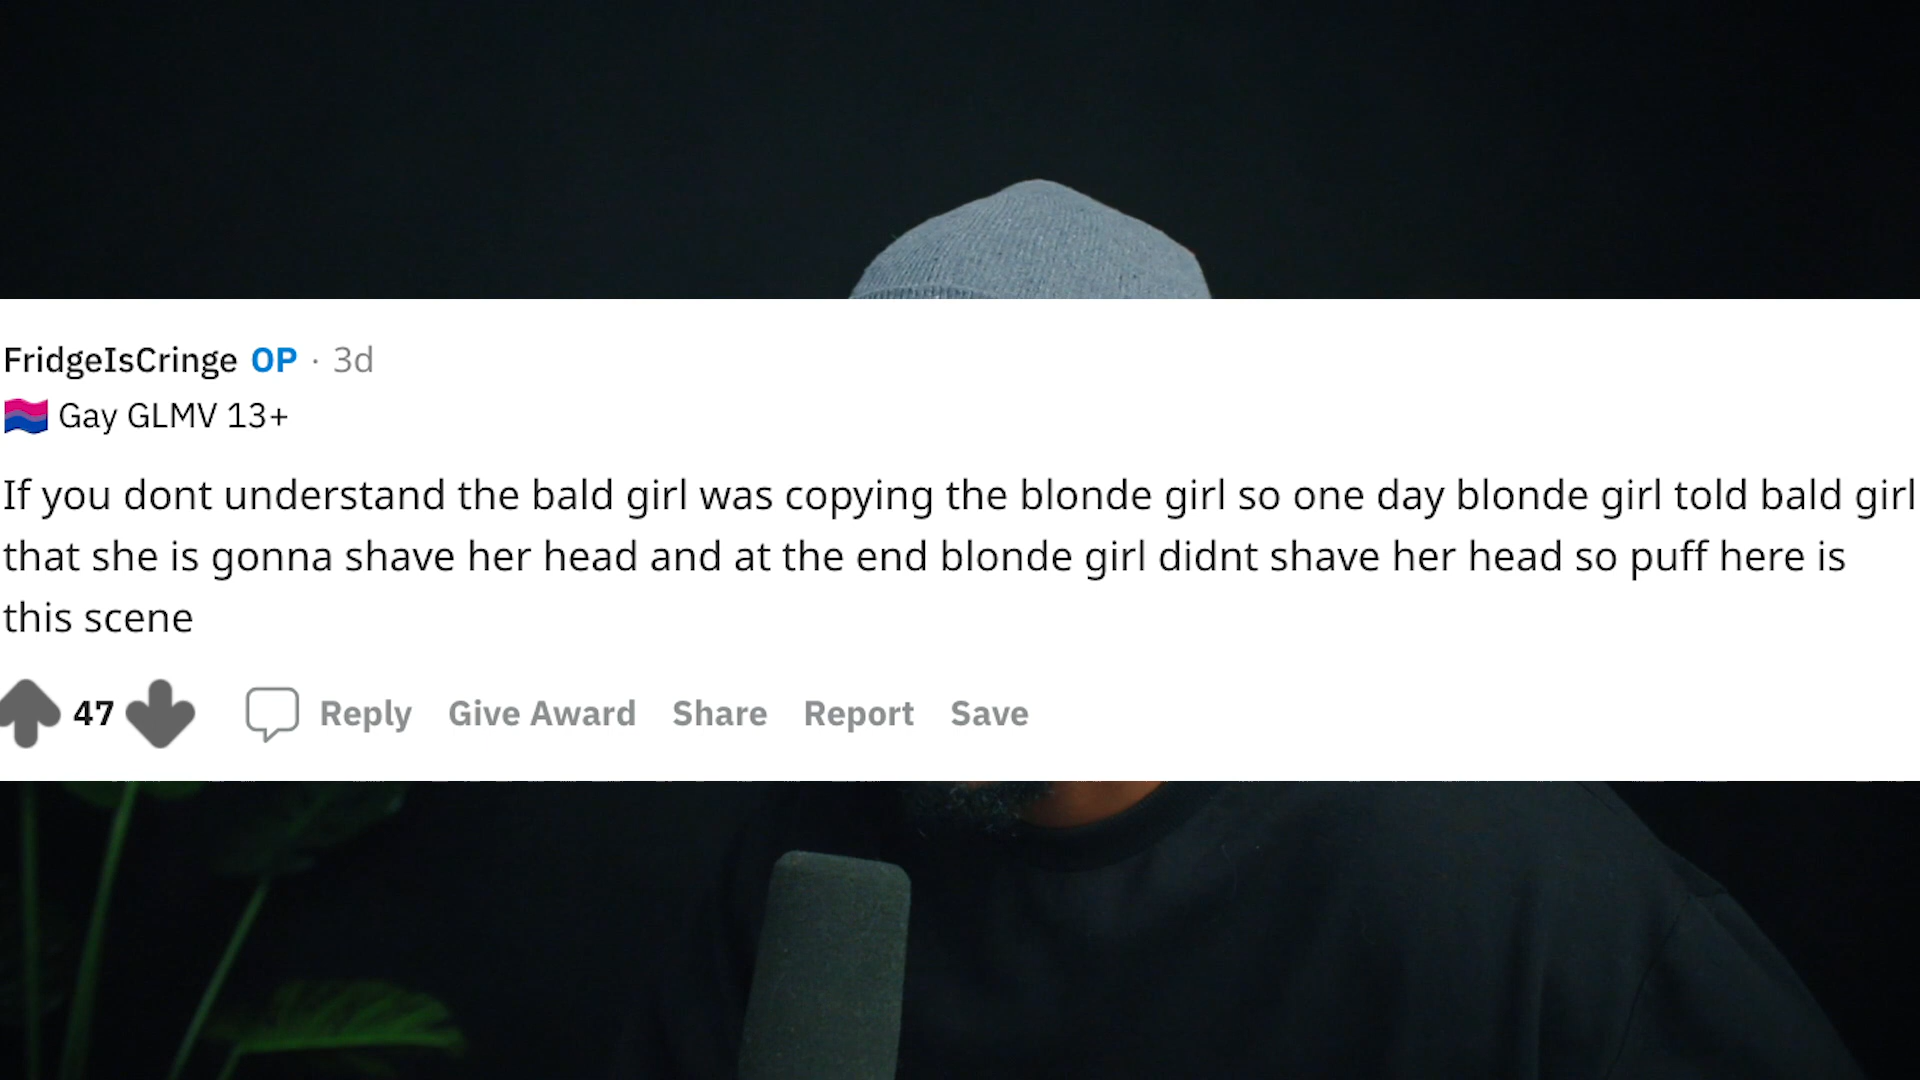 FridgeIsCringe OP · 3d
Gay GLMV 13+
If you dont understand the bald girl was copying the blonde girl so one day blonde girl told bald girl
that she is gonna shave her head and at the end blonde girl didnt shave her head so puff here is
this scene
47 Reply Give Award Share Report Save